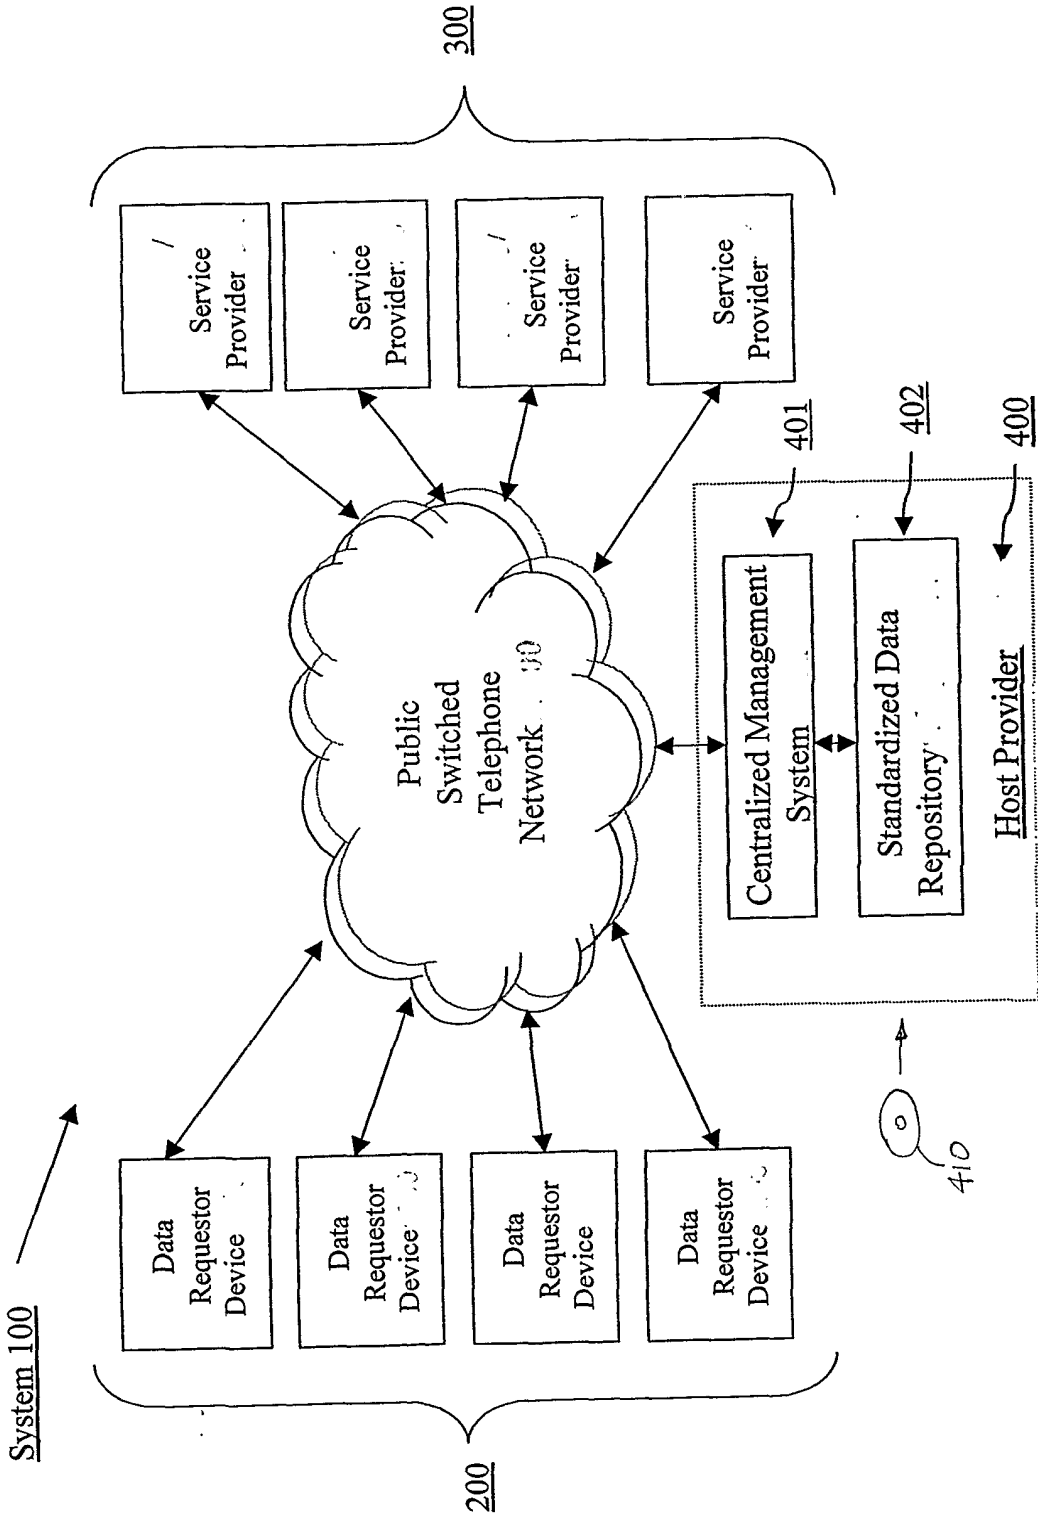 System 100
200
Data
Requestor
Device
Data
Requestor
Device
Data
Requestor
Device
Data
Requestor
Device
Public
Switched
Telephone
Network
Service
Provider
Service
Provider
Service
Provider
Service
Provider
300
Centralized Management
System
401
Standardized Data
Repository
402
Host Provider
400
410